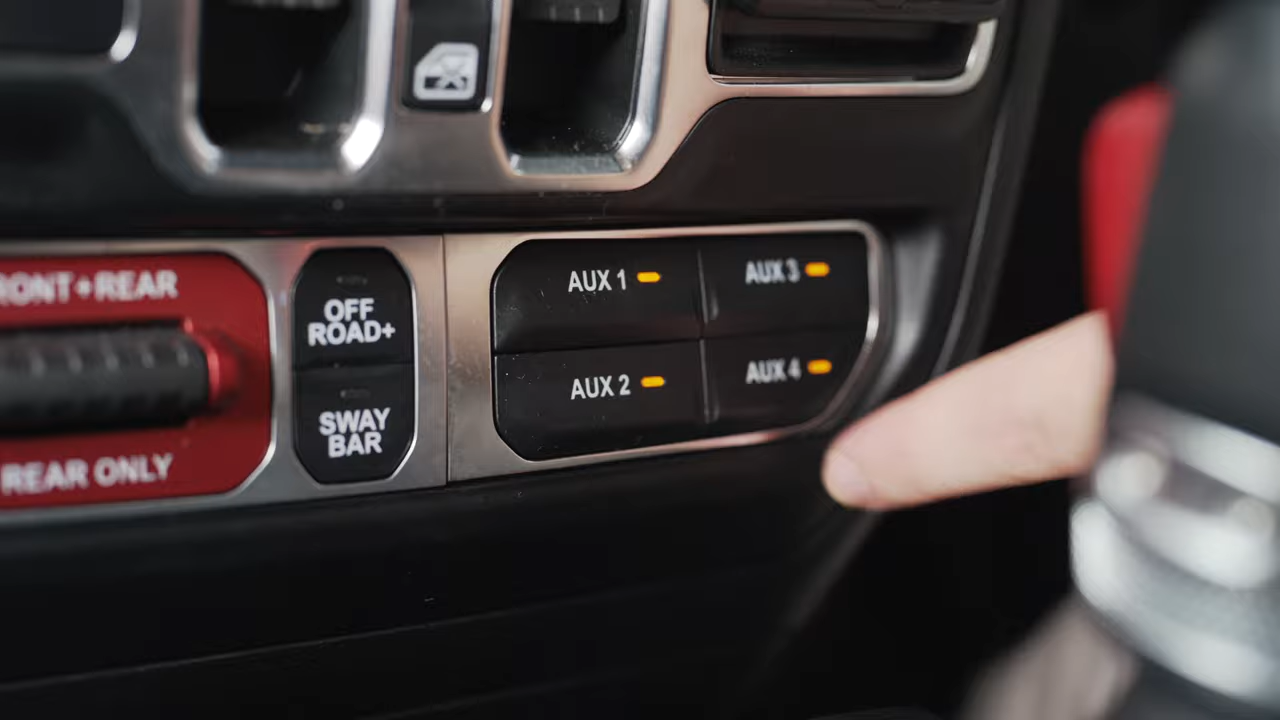 RONT+REAR
REAR ONLY
OFF
ROAD+
SWAY
BAR
AUX 1
AUX 2
AUX 3
AUX 4